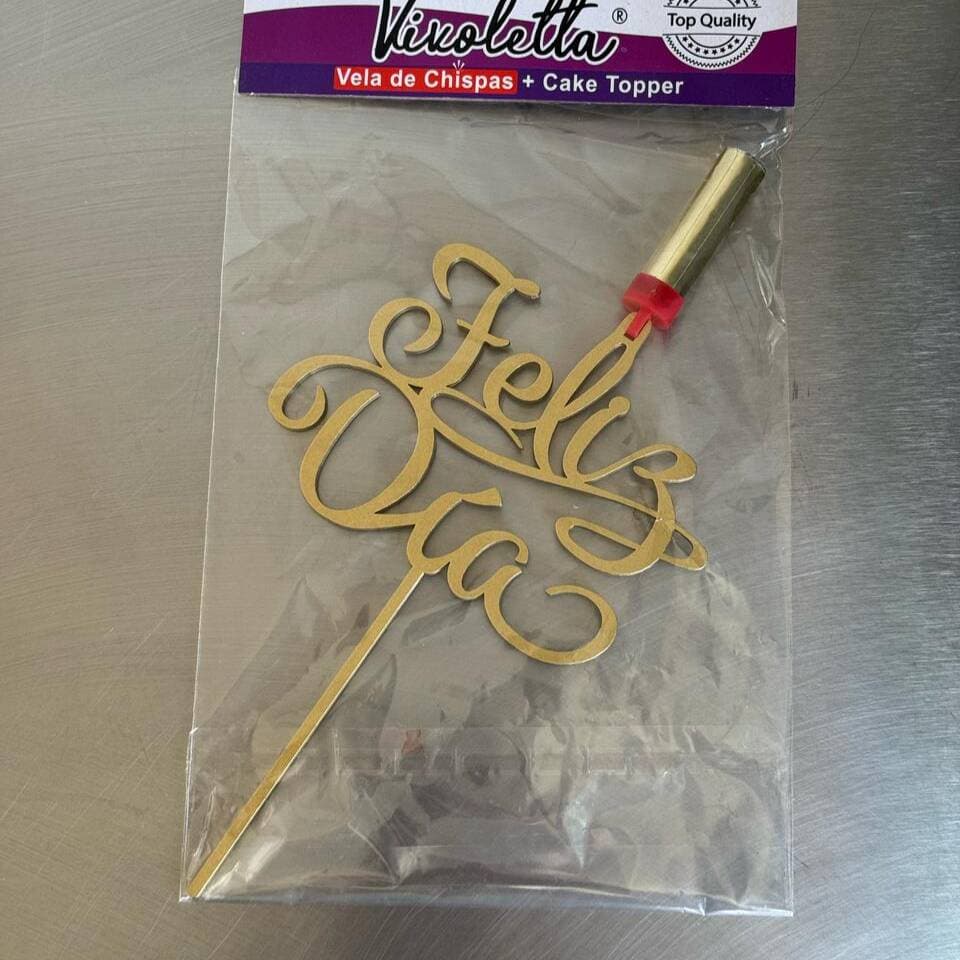 Vixoletta®
Top Quality
Vela de Chispas + Cake Topper
Feliz
Día